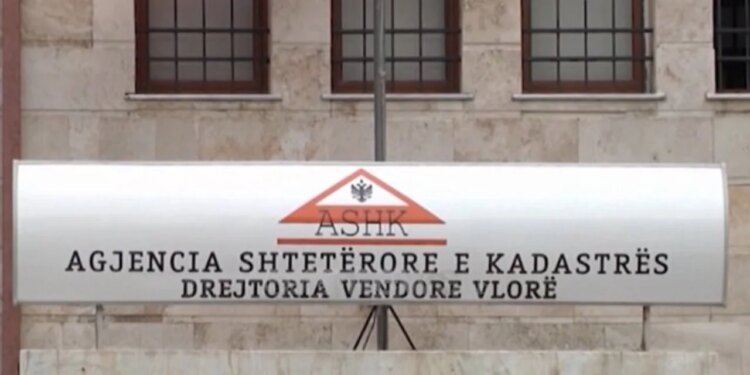 ASHK
AGJENCIA SHTETËRORE E KADASTRËS
DREJTORIA VENDORE VLORË